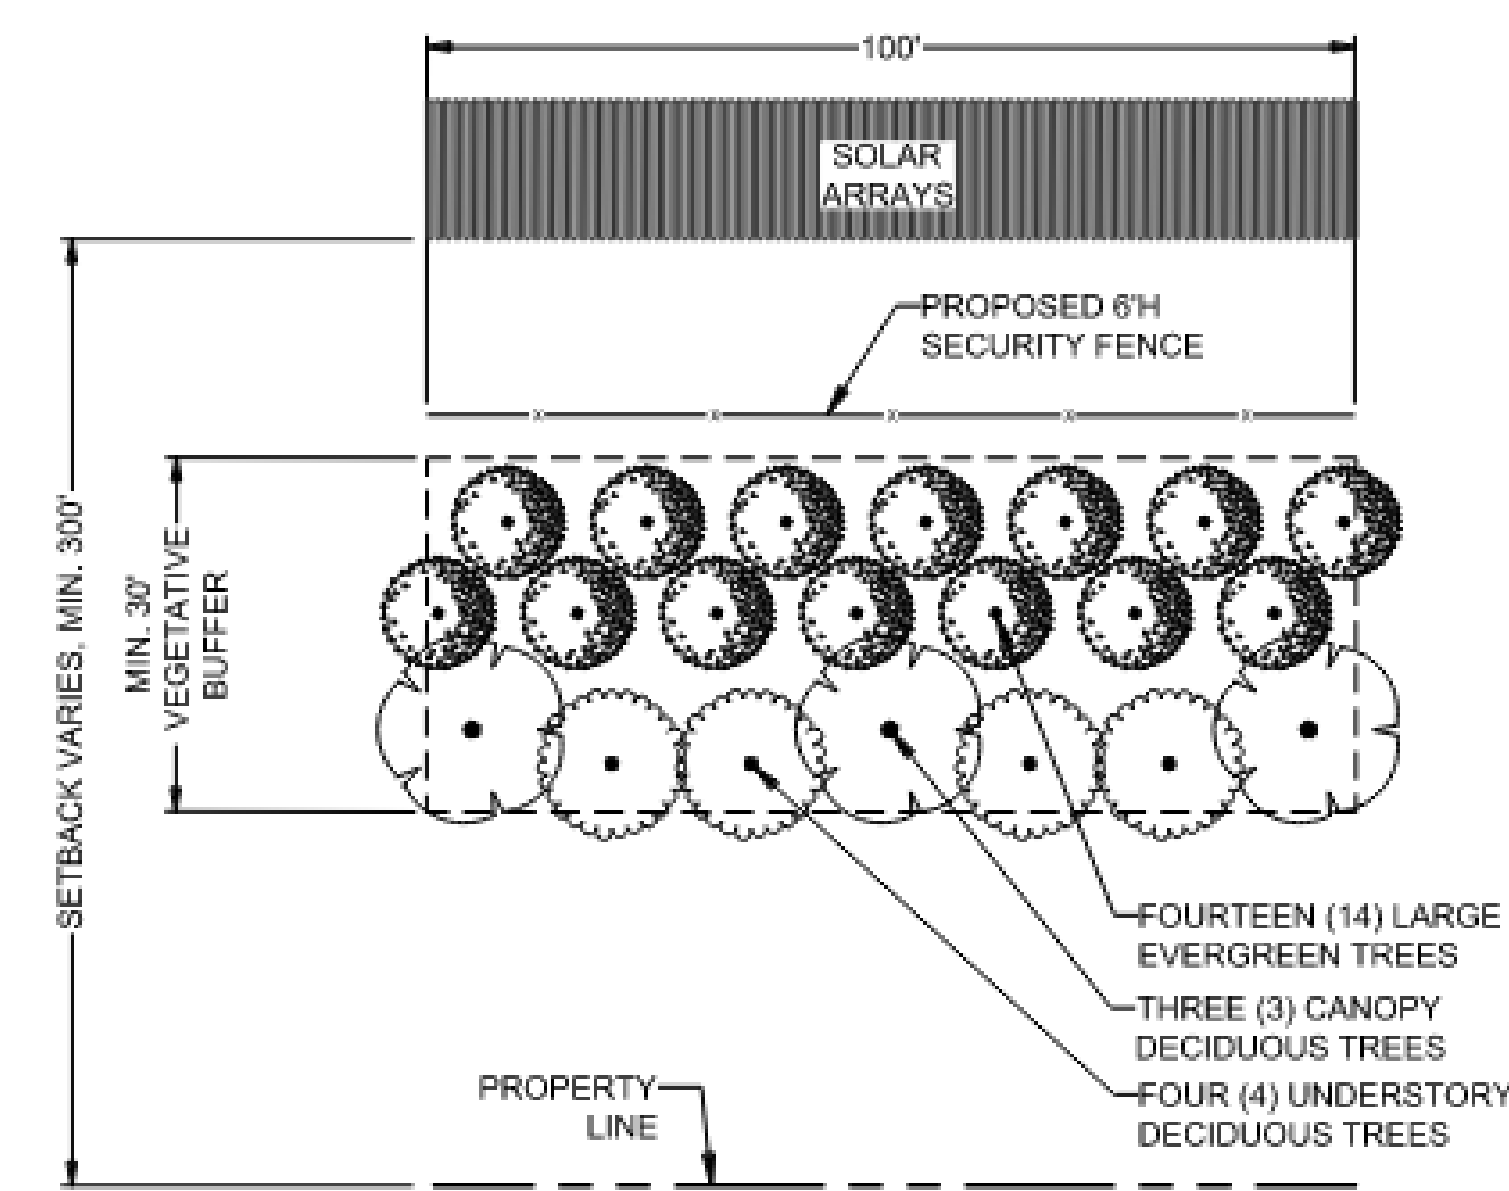 100'
SOLAR
ARRAYS
PROPOSED 6'H
SECURITY FENCE
x x x x x
SETBACK VARIES, MIN. 300'
MIN. 30'
VEGETATIVE
BUFFER
FOURTEEN (14) LARGE
EVERGREEN TREES
THREE (3) CANOPY
DECIDUOUS TREES
PROPERTY
LINE
FOUR (4) UNDERSTORY
DECIDUOUS TREES